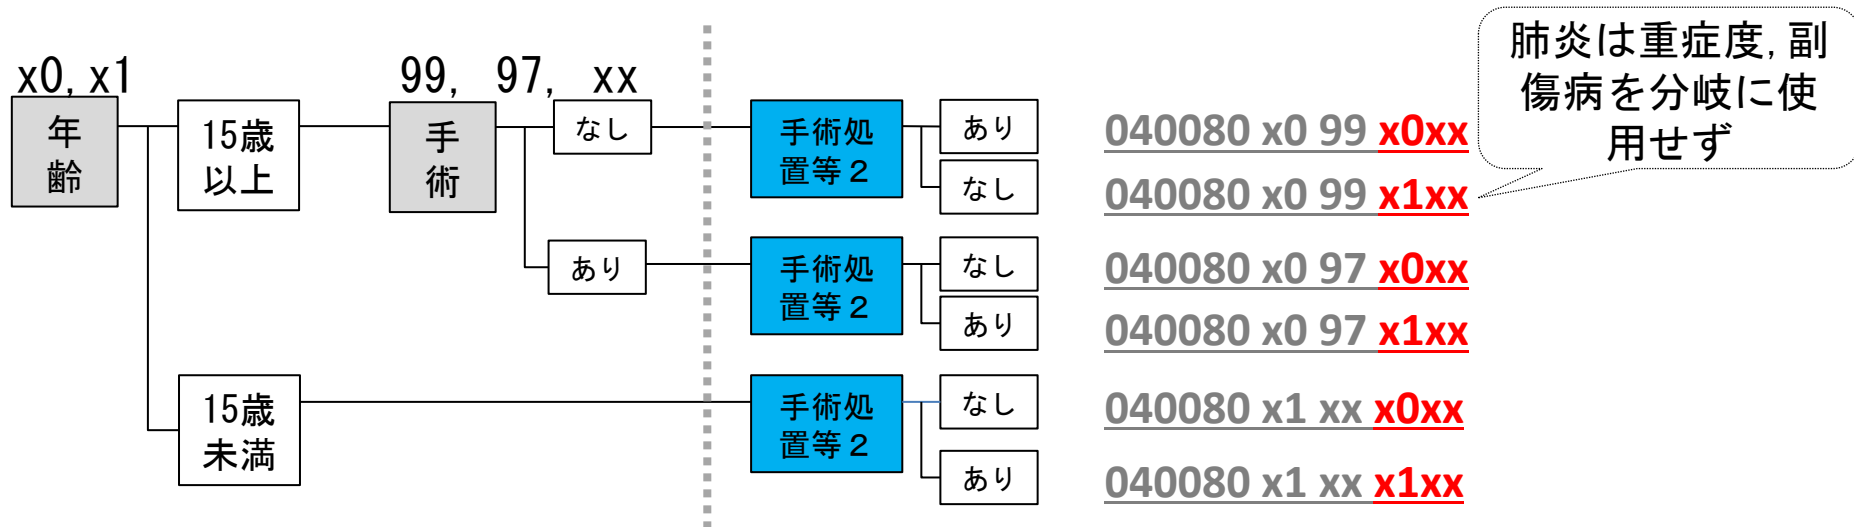 x0, x1
年
齢
15歳
以上
99, 97, xx
手
術
なし
手術処
置等２
あり
なし
040080 x0 99 x0xx
040080 x0 99 x1xx
肺炎は重症度, 副
傷病を分岐に使
用せず
あり
手術処
置等２
なし
あり
040080 x0 97 x0xx
040080 x0 97 x1xx
15歳
未満
手術処
置等２
なし
あり
040080 x1 xx x0xx
040080 x1 xx x1xx